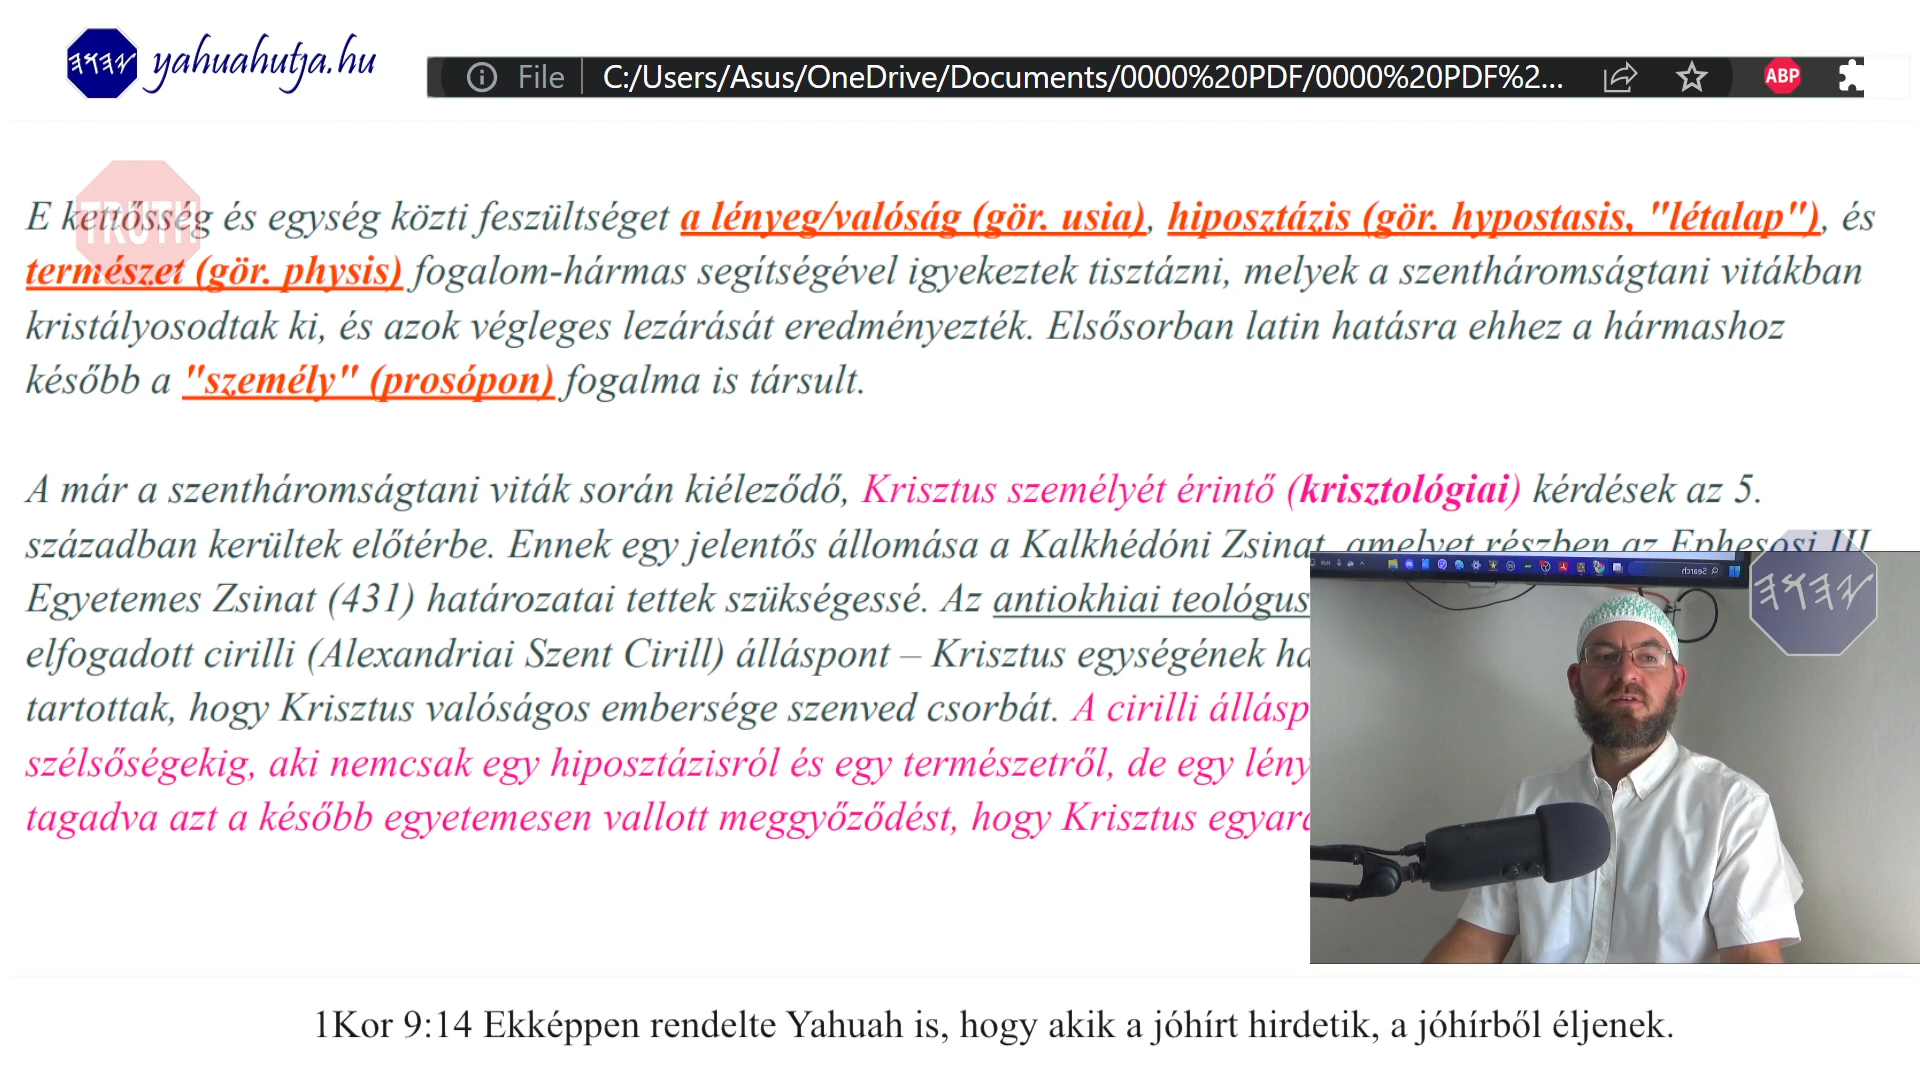 yahuahutja.hu
File C:/Users/Asus/OneDrive/Documents/0000%20PDF/0000%20PDF%2...
ABP
TRUTH
E kettősség és egység közti feszültséget a lényeg/valóság (gör. usia), hiposztázis (gör. hypostasis, "létalap"), és
természet (gör. physis) fogalom-hármas segítségével igyekeztek tisztázni, melyek a szentháromságtani vitákban
kristályosodtak ki, és azok végleges lezárását eredményezték. Elsősorban latin hatásra ehhez a hármashoz
később a "személy" (prosópon) fogalma is társult.
A már a szentháromságtani viták során kiéleződő, Krisztus személyét érintő (krisztológiai) kérdések az 5.
században kerültek előtérbe. Ennek egy jelentős állomása a Kalkhédóni Zsinat, amelyet részben az Ephesosi III.
Egyetemes Zsinat (431) határozatai tettek szükségessé. Az antiokhiai teológus
elfogadott cirilli (Alexandriai Szent Cirill) álláspont – Krisztus egységének
tartottak, hogy Krisztus valóságos embersége szenved csorbát. A cirilli
szélsőségekig, aki nemcsak egy hiposztázisról és egy természetről, de egy
tagadva azt a később egyetemesen vallott meggyőződést, hogy Krisztus
Search
1Kor 9:14 Ekképpen rendelte Yahuah is, hogy akik a jóhírt hirdetik, a jóhírből éljenek.